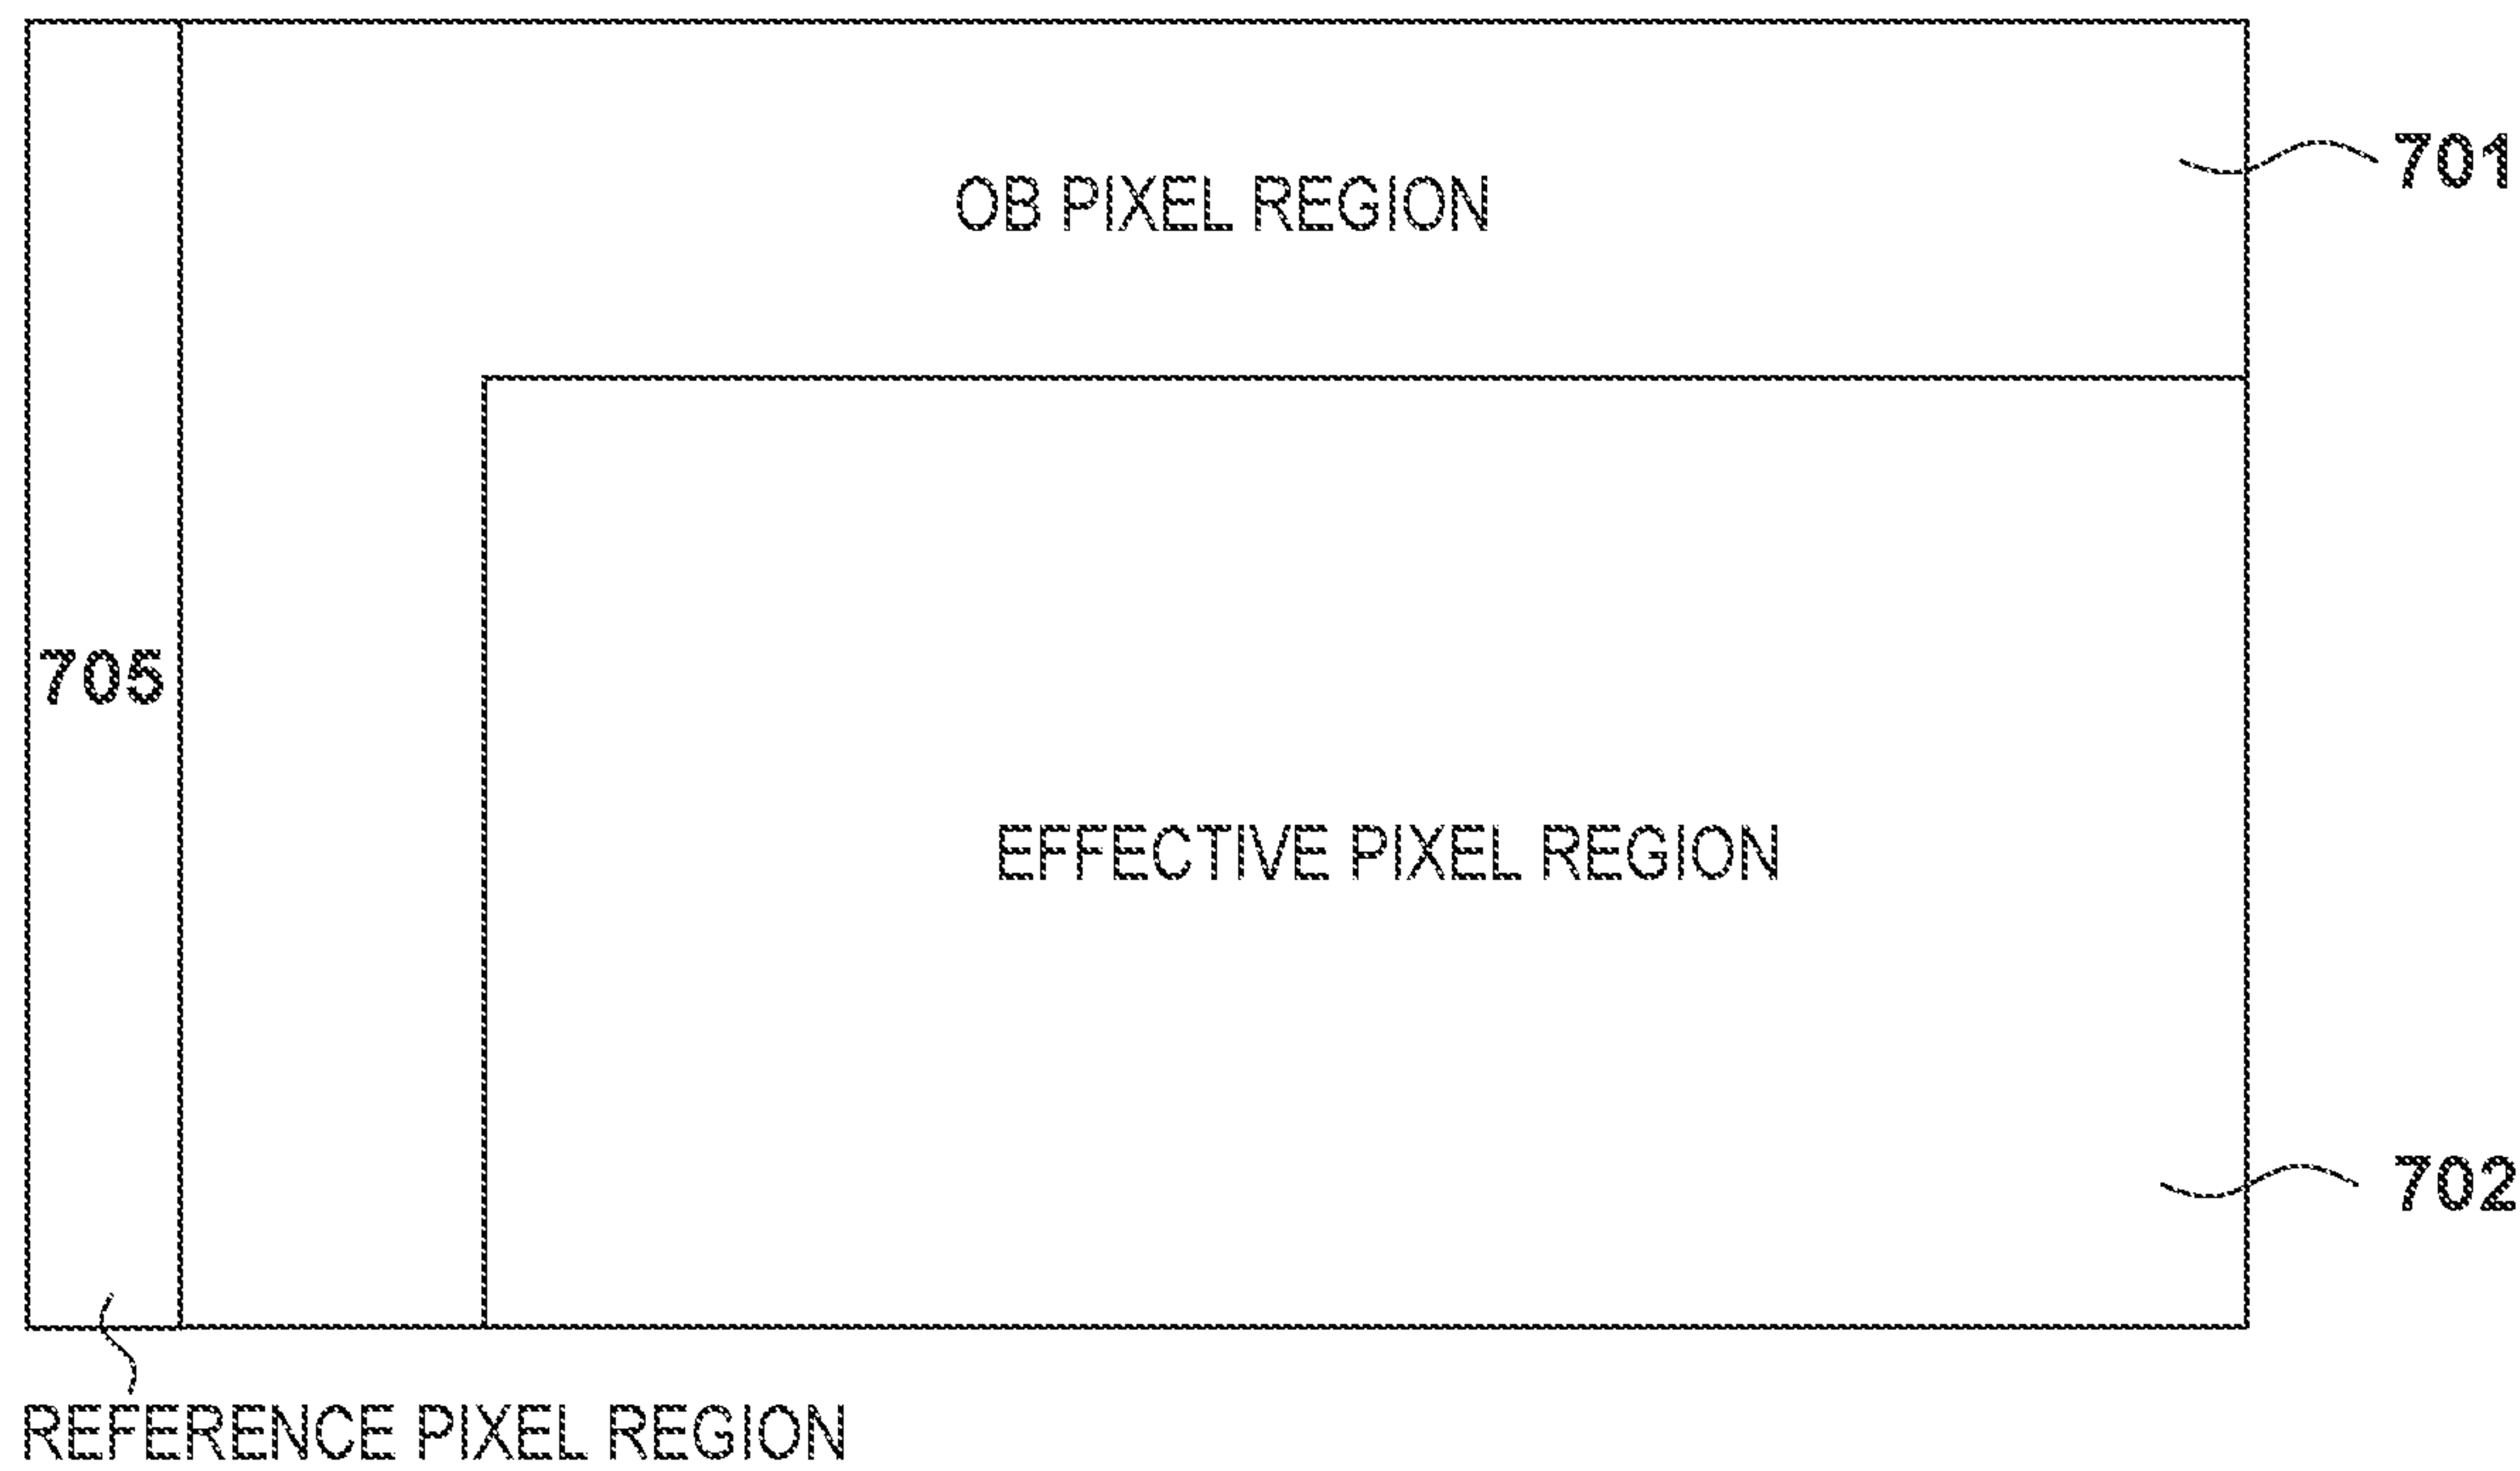 701
OB PIXEL REGION
705
EFFECTIVE PIXEL REGION
702
REFERENCE PIXEL REGION